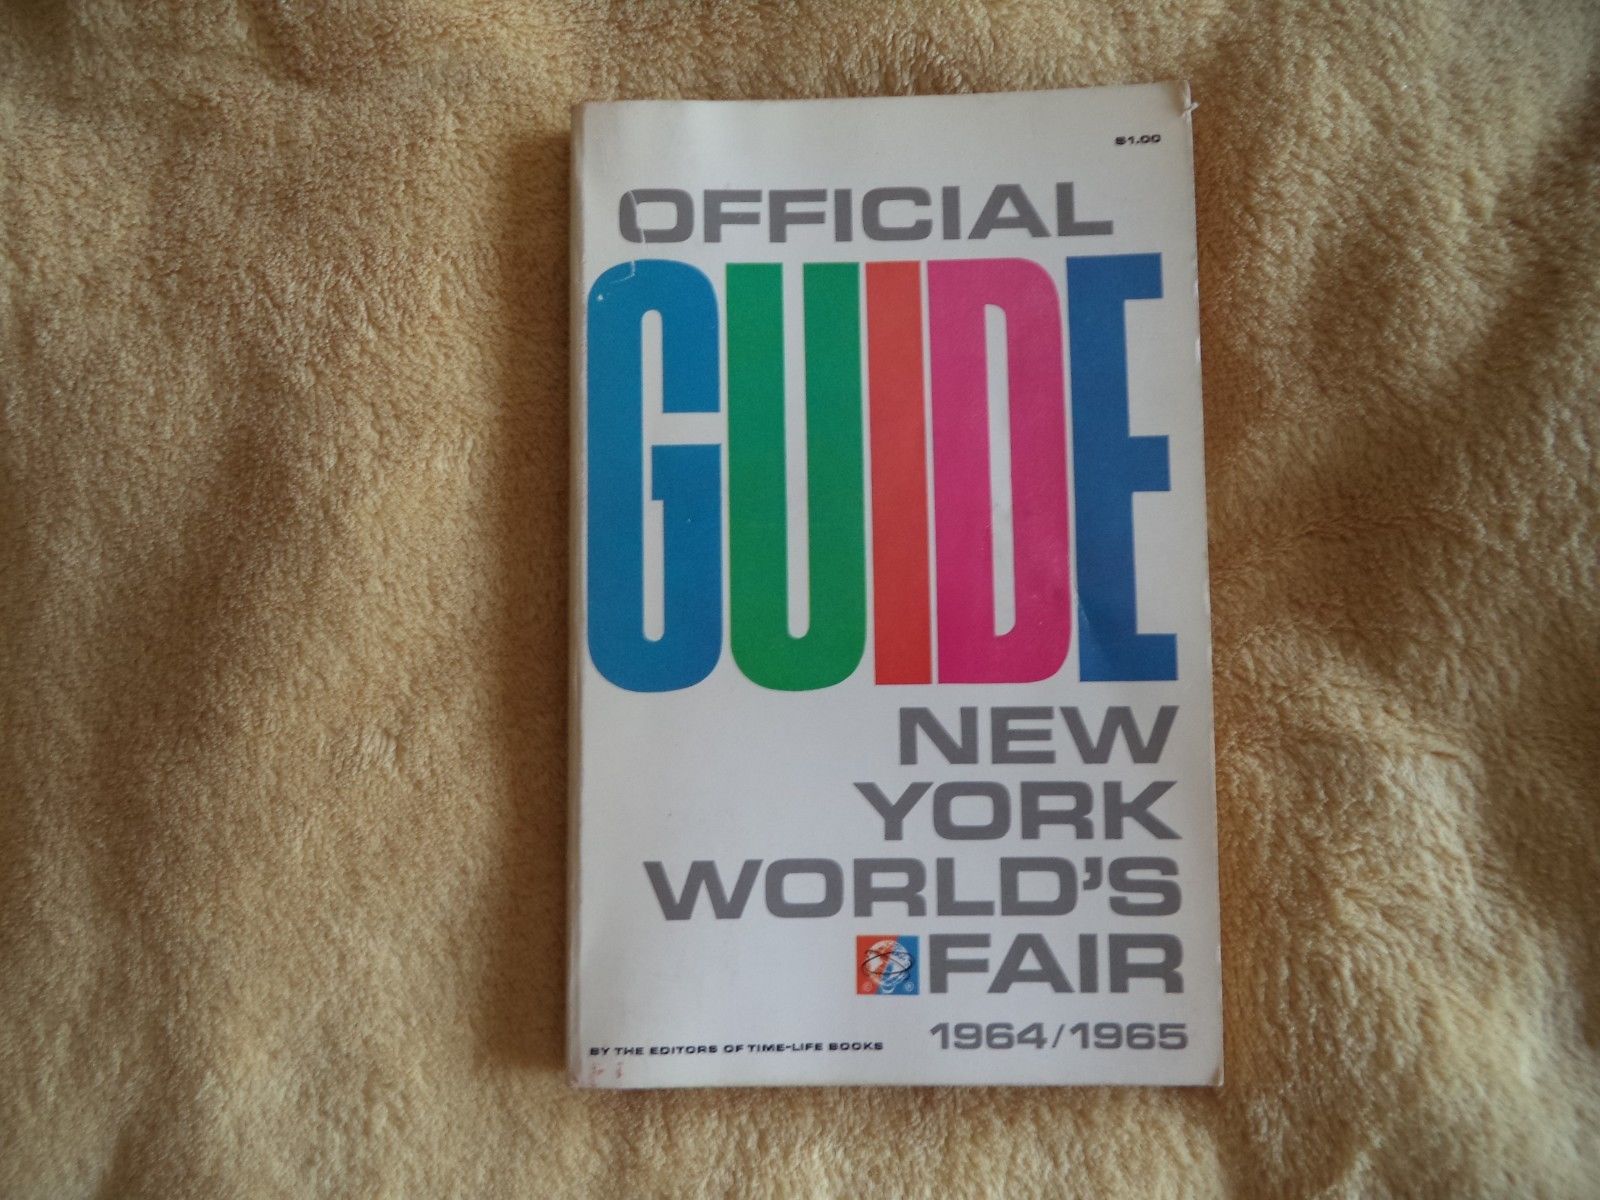 $1.00
OFFICIAL
GUIDE
NEW
YORK
WORLD'S
© ® FAIR
1964/1965
BY THE EDITORS OF TIME-LIFE BOOKS